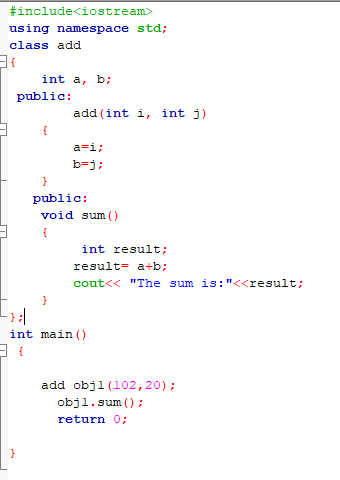 #include<iostream>
using namespace std;
class add
{
int a, b;
public:
add(int i, int j)
{
a=i;
b=j;
}
public:
void sum()
{
int result;
result= a+b;
cout<< "The sum is:"<<result;
}
};
int main()
{
add obj1(102,20);
obj1.sum();
return 0;
}